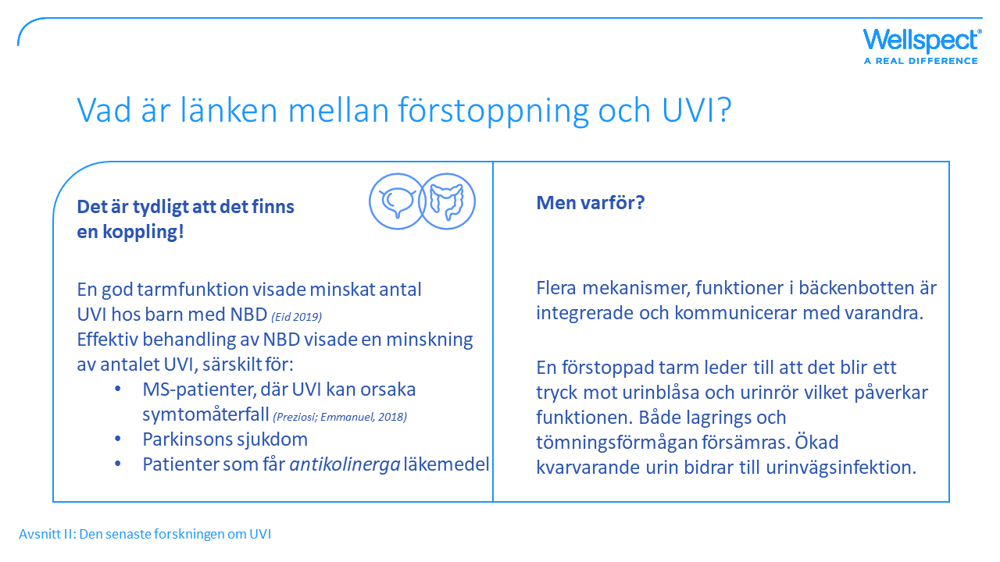 Wellspect®
A REAL DIFFERENCE
Vad är länken mellan förstoppning och UVI?
Det är tydligt att det finns
en koppling!
En god tarmfunktion visade minskat antal
UVI hos barn med NBD (Eid 2019)
Effektiv behandling av NBD visade en minskning
av antalet UVI, särskilt för:
• MS-patienter, där UVI kan orsaka
symtomåterfall (Preziosi; Emmanuel, 2018)
• Parkinsons sjukdom
• Patienter som får antikolinerga läkemedel
Men varför?
Flera mekanismer, funktioner i bäckenbotten är
integrerade och kommunicerar med varandra.
En förstoppad tarm leder till att det blir ett
tryck mot urinblåsa och urinrör vilket påverkar
funktionen. Både lagrings och
tömningsförmågan försämras. Ökad
kvarvarande urin bidrar till urinvägsinfektion.
Avsnitt II: Den senaste forskningen om UVI